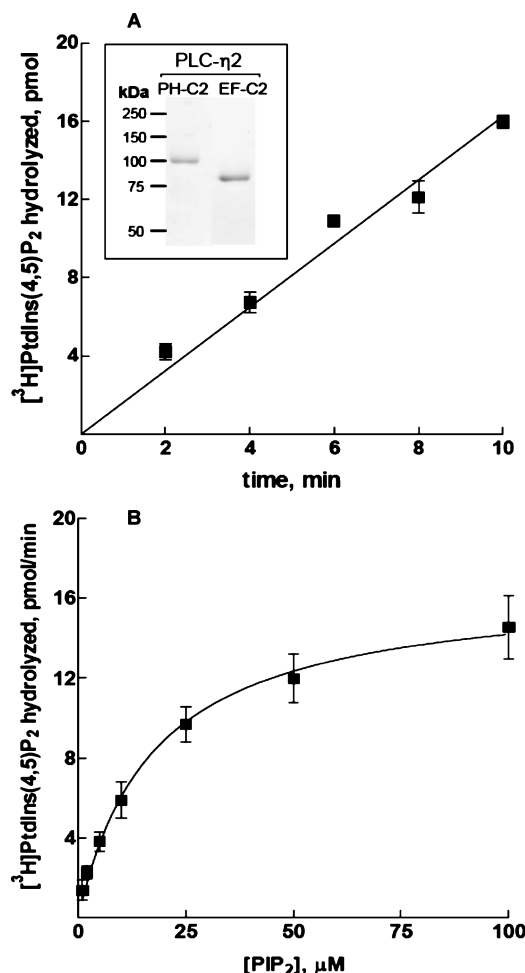 A
PLC-η2
kDa PH-C2 EF-C2
250
150
100
75
50
20
16
12
8
4
[³H]PtdIns(4,5)P₂ hydrolyzed, pmol
0 2 4 6 8 10
time, min
B
20
16
12
8
4
0
[³H]PtdIns(4,5)P₂ hydrolyzed, pmol/min
0 25 50 75 100
[PIP₂], μM